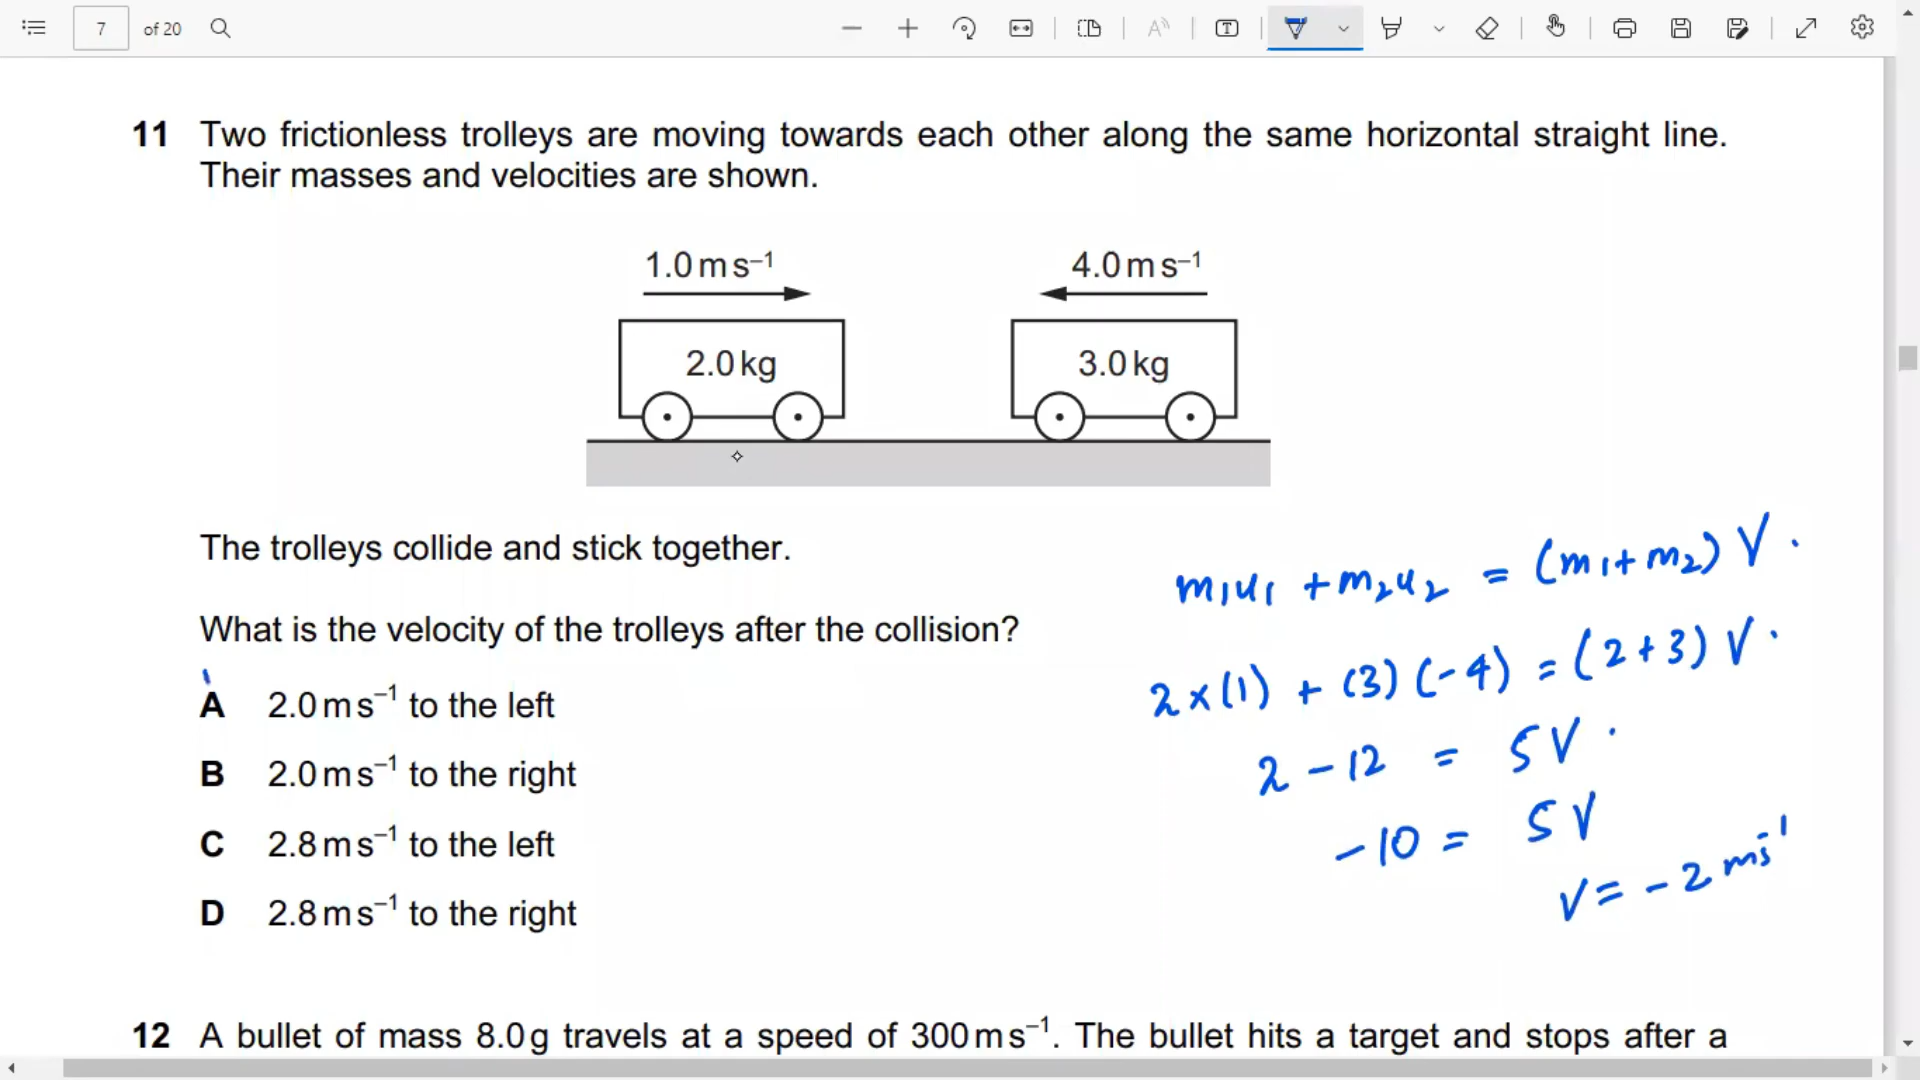 7 of 20
11 Two frictionless trolleys are moving towards each other along the same horizontal straight line.
Their masses and velocities are shown.
1.0 m s⁻¹ 4.0 m s⁻¹
2.0 kg 3.0 kg
The trolleys collide and stick together.
What is the velocity of the trolleys after the collision?
A 2.0 m s⁻¹ to the left
B 2.0 m s⁻¹ to the right
C 2.8 m s⁻¹ to the left
D 2.8 m s⁻¹ to the right
m₁u₁ + m₂u₂ = (m₁ + m₂) V .
2 × (1) + (3) (-4) = (2 + 3) V .
2 - 12 = 5 V .
-10 = 5 V
V = -2 ms⁻¹
12 A bullet of mass 8.0 g travels at a speed of 300 m s⁻¹. The bullet hits a target and stops after a